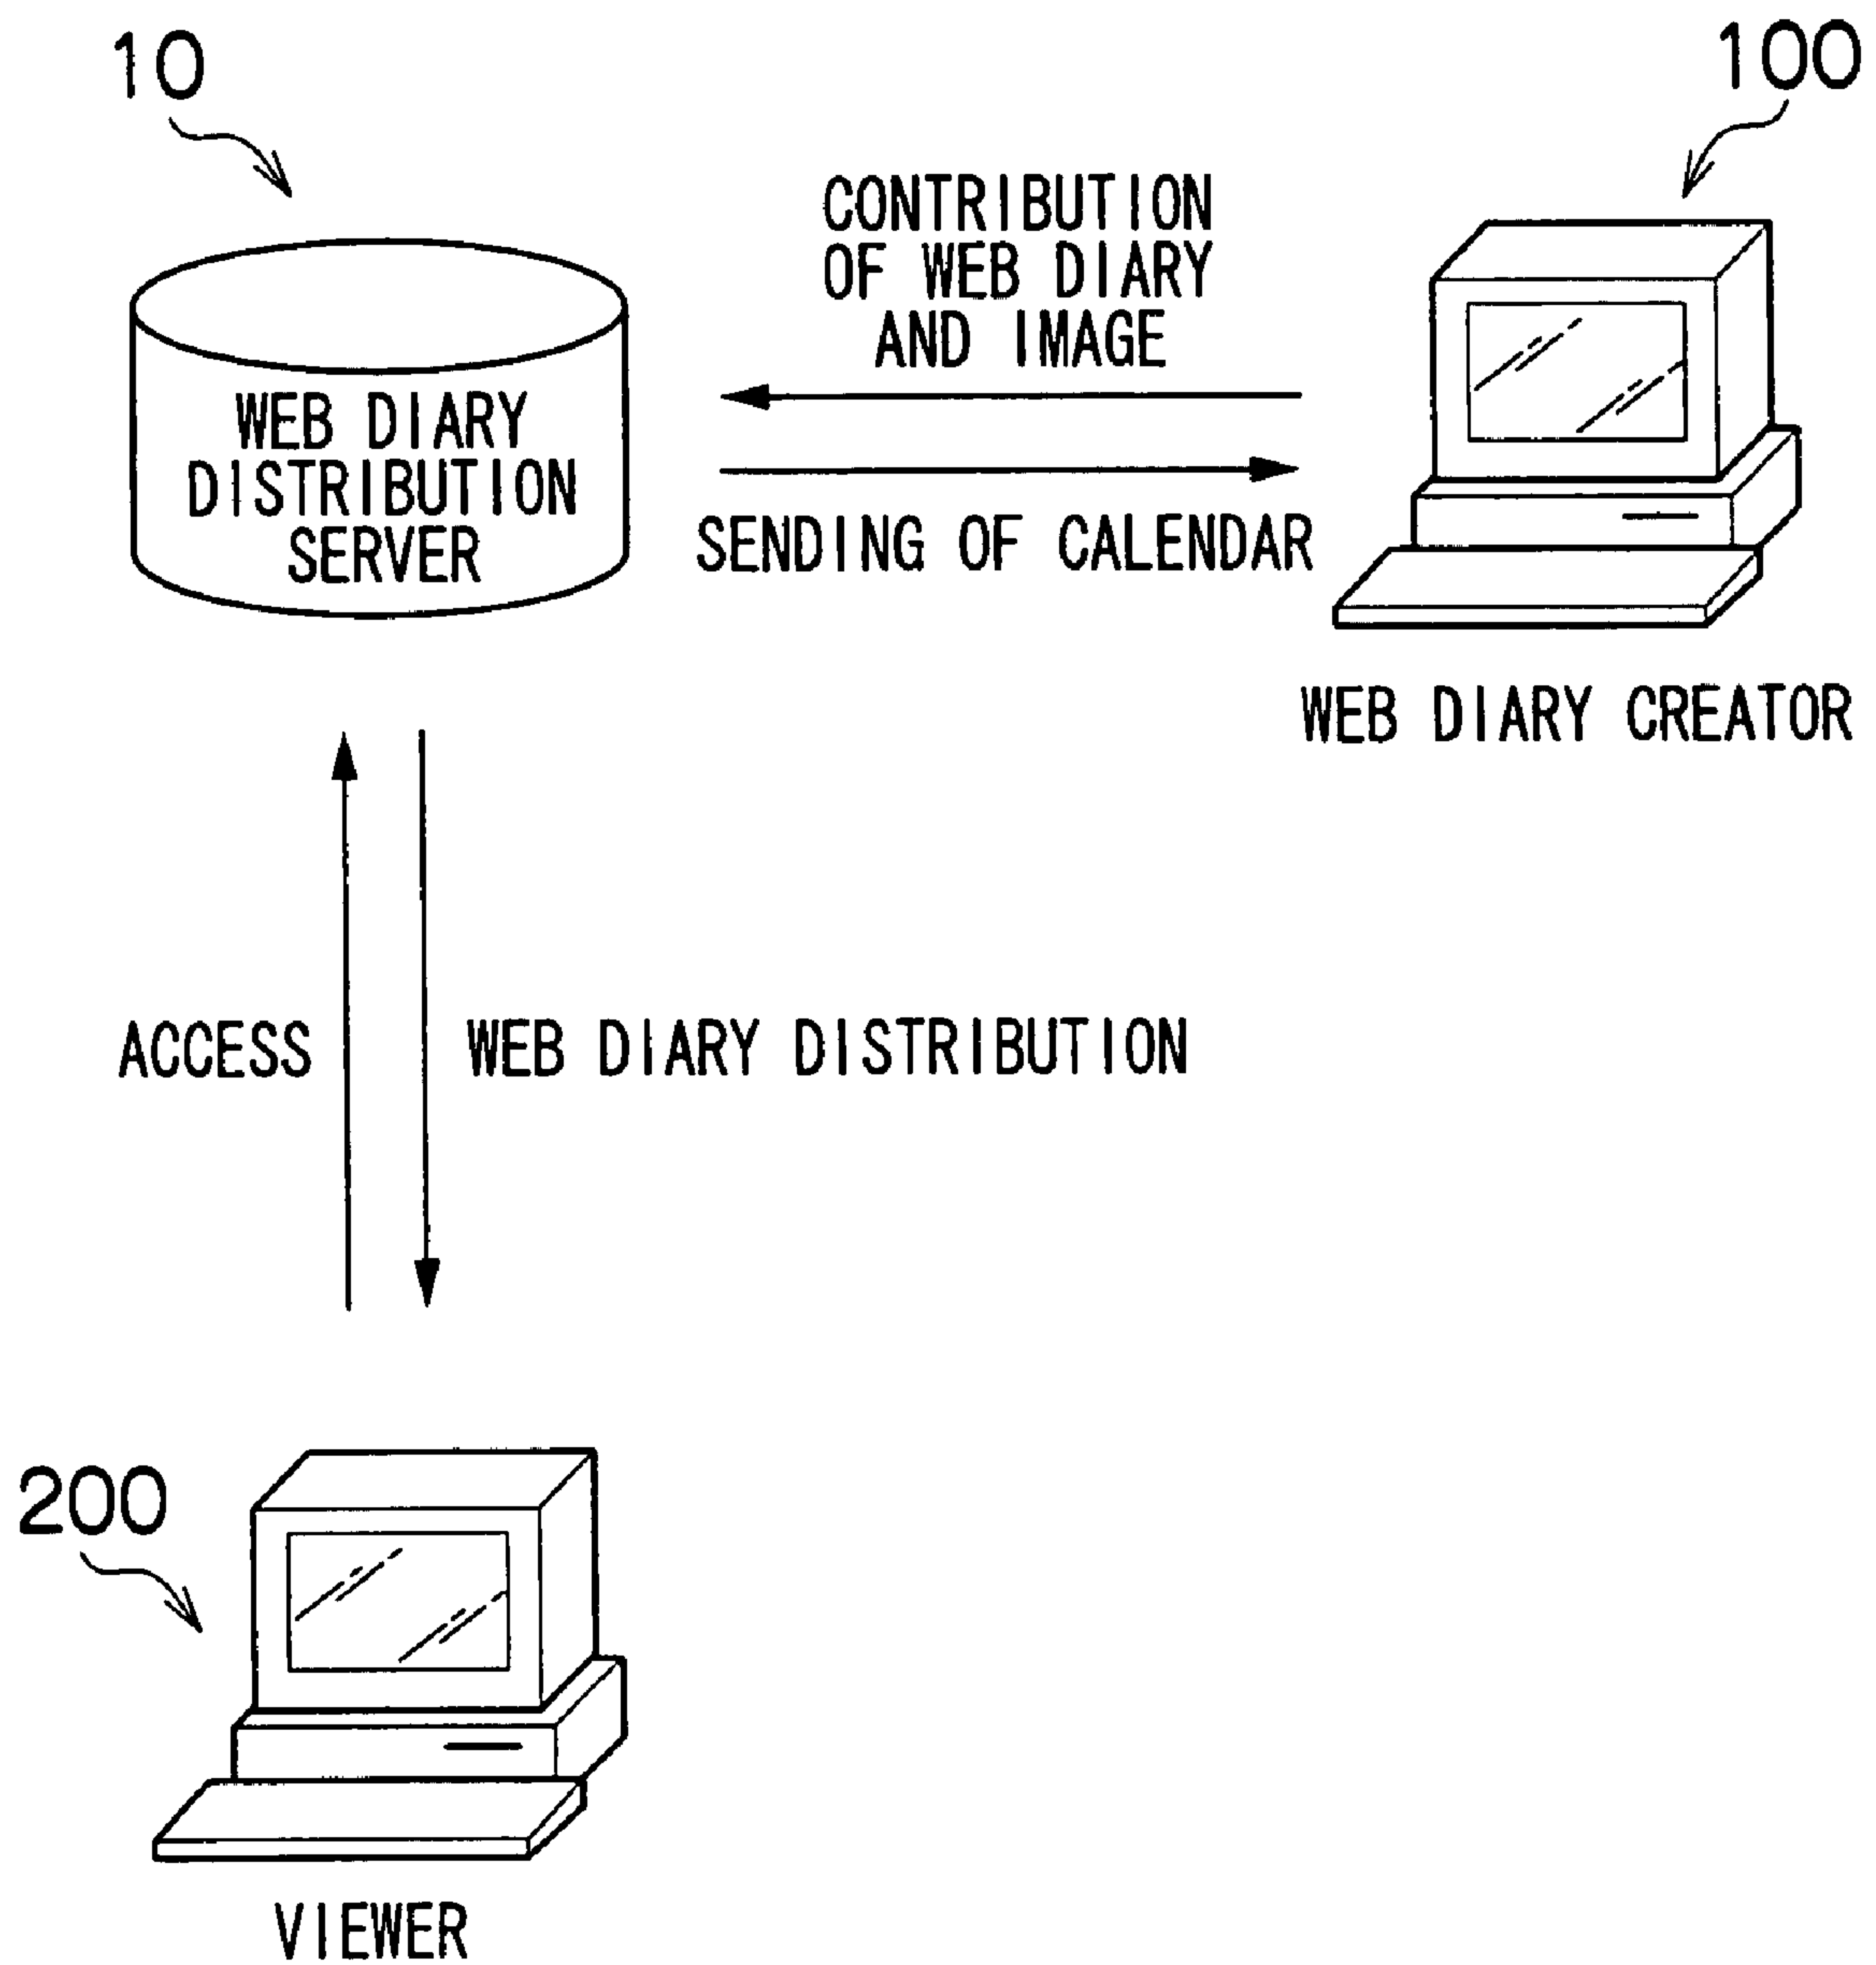 10
100
CONTRIBUTION
OF WEB DIARY
AND IMAGE
WEB DIARY
DISTRIBUTION
SERVER
SENDING OF CALENDAR
WEB DIARY CREATOR
ACCESS
WEB DIARY DISTRIBUTION
200
VIEWER